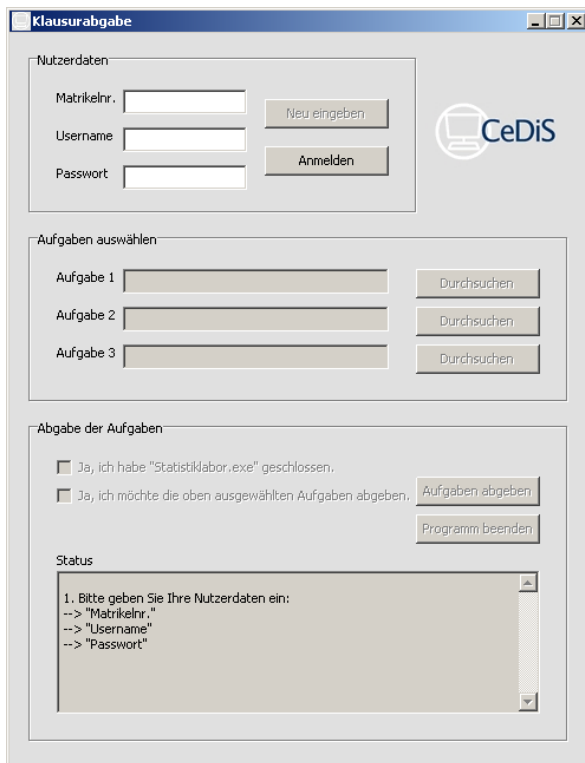 Klausurabgabe
Nutzerdaten
Matrikelnr.
Neu eingeben
Username
Anmelden
Passwort
CeDiS
Aufgaben auswählen
Aufgabe 1
Durchsuchen
Aufgabe 2
Durchsuchen
Aufgabe 3
Durchsuchen
Abgabe der Aufgaben
Ja, ich habe "Statistiklabor.exe" geschlossen.
Ja, ich möchte die oben ausgewählten Aufgaben abgeben.
Aufgaben abgeben
Programm beenden
Status
1. Bitte geben Sie Ihre Nutzerdaten ein:
--> "Matrikelnr."
--> "Username"
--> "Passwort"